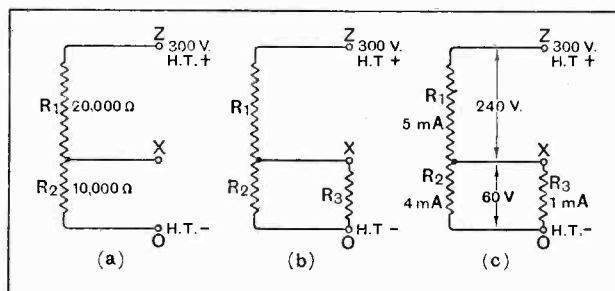 Z
300 V.
H.T.+
R1
20,000 Ω
X
R2
10,000 Ω
H.T.-
O
(a)
Z
300 V.
H.T.+
R1
X
R2
R3
H.T.-
O
(b)
Z
300 V.
H.T.+
R1
5 mA
240 V.
X
R2
4 mA
60 V
R3
1 mA
H.T.-
O
(c)